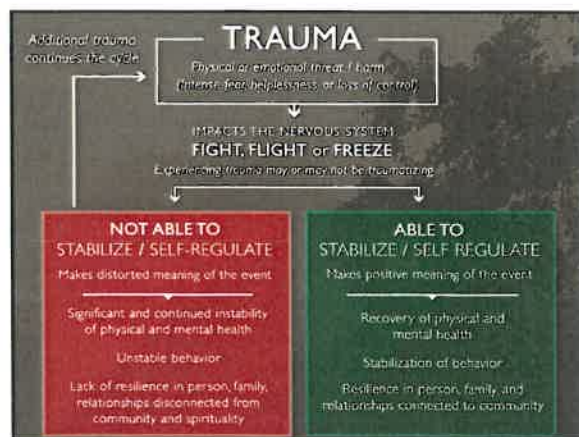 Additional trauma
continues the cycle
TRAUMA
Physical or emotional threat / harm
(Intense fear, helplessness, or loss of control)
IMPACTS THE NERVOUS SYSTEM
FIGHT, FLIGHT or FREEZE
Experiencing trauma may or may not be traumatizing
NOT ABLE TO
STABILIZE / SELF-REGULATE
Makes distorted meaning of the event
Significant and continued instability
of physical and mental health
Unstable behavior
Lack of resilience in person, family,
relationships disconnected from
community and spirituality
ABLE TO
STABILIZE / SELF REGULATE
Makes positive meaning of the event
Recovery of physical and
mental health
Stabilization of behavior
Resilience in person, family, and
relationships connected to community